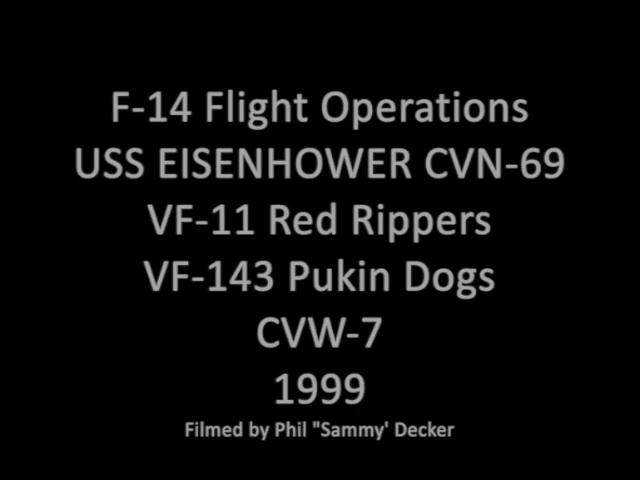 F-14 Flight Operations
USS EISENHOWER CVN-69
VF-11 Red Rippers
VF-143 Pukin Dogs
CVW-7
1999
Filmed by Phil "Sammy' Decker